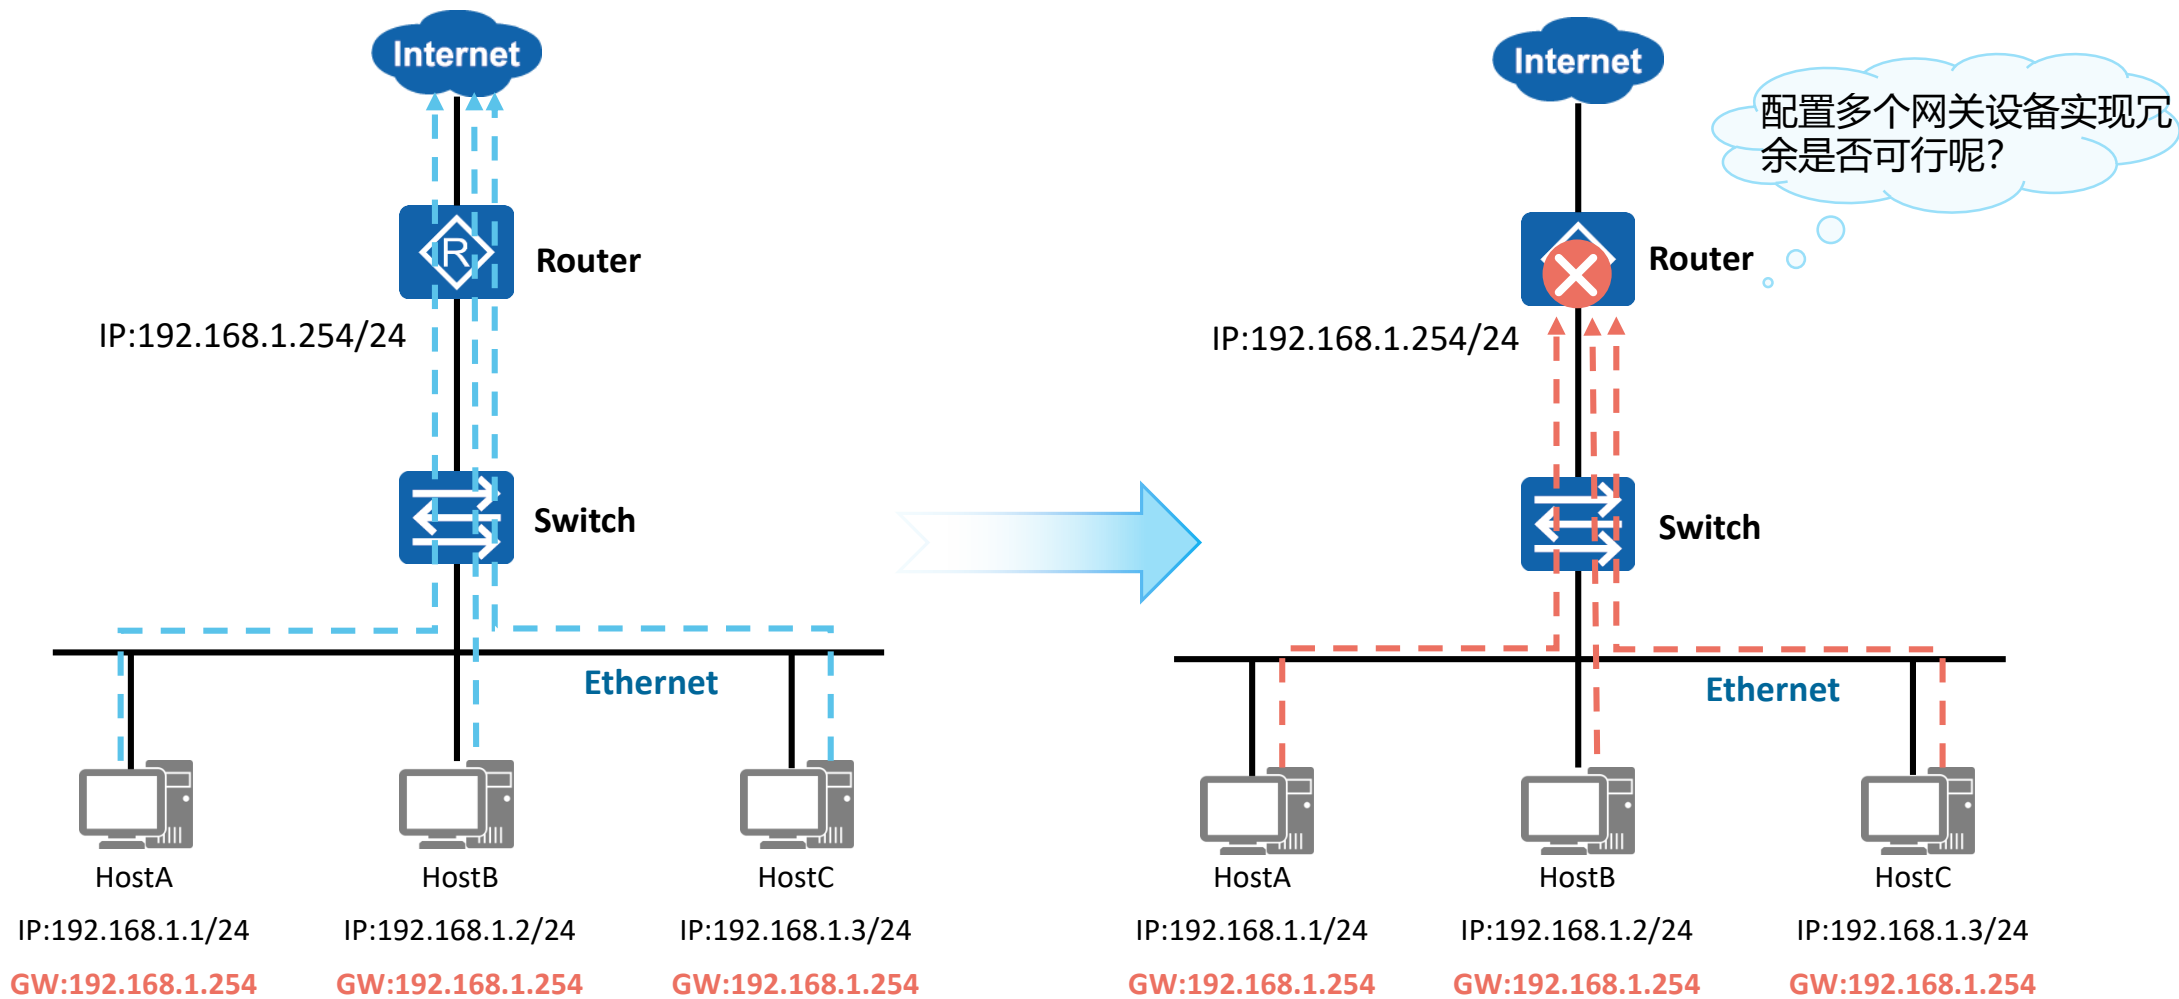 Internet
Router
IP:192.168.1.254/24
Switch
Ethernet
HostA
HostB
HostC
IP:192.168.1.1/24
IP:192.168.1.2/24
IP:192.168.1.3/24
GW:192.168.1.254
GW:192.168.1.254
GW:192.168.1.254
Internet
配置多个网关设备实现冗
余是否可行呢？
Router
IP:192.168.1.254/24
Switch
Ethernet
HostA
HostB
HostC
IP:192.168.1.1/24
IP:192.168.1.2/24
IP:192.168.1.3/24
GW:192.168.1.254
GW:192.168.1.254
GW:192.168.1.254
R